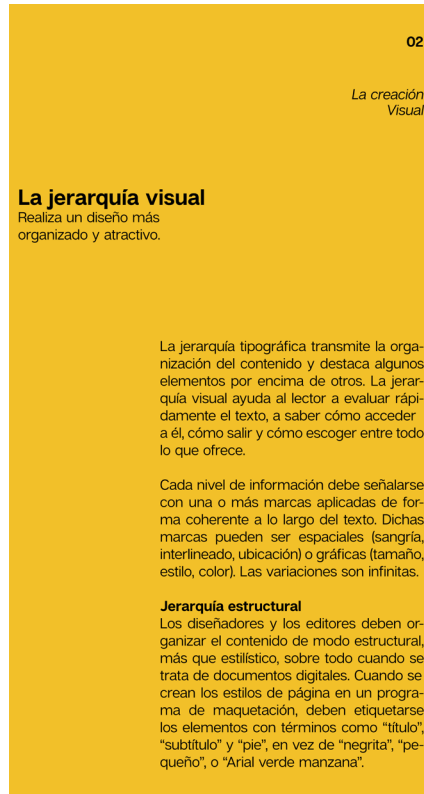 02
La creación
Visual
La jerarquía visual
Realiza un diseño más
organizado y atractivo.
La jerarquía tipográfica transmite la orga-
nización del contenido y destaca algunos
elementos por encima de otros. La jerar-
quía visual ayuda al lector a evaluar rápi-
damente el texto, a saber cómo acceder
a él, cómo salir y cómo escoger entre todo
lo que ofrece.
Cada nivel de información debe señalarse
con una o más marcas aplicadas de for-
ma coherente a lo largo del texto. Dichas
marcas pueden ser espaciales (sangría,
interlineado, ubicación) o gráficas (tamaño,
estilo, color). Las variaciones son infinitas.
Jerarquía estructural
Los diseñadores y los editores deben or-
ganizar el contenido de modo estructural,
más que estilístico, sobre todo cuando se
trata de documentos digitales. Cuando se
crean los estilos de página en un progra-
ma de maquetación, deben etiquetarse
los elementos con términos como “título”,
“subtítulo” y “pie”, en vez de “negrita”, “pe-
queño”, o “Arial verde manzana”.